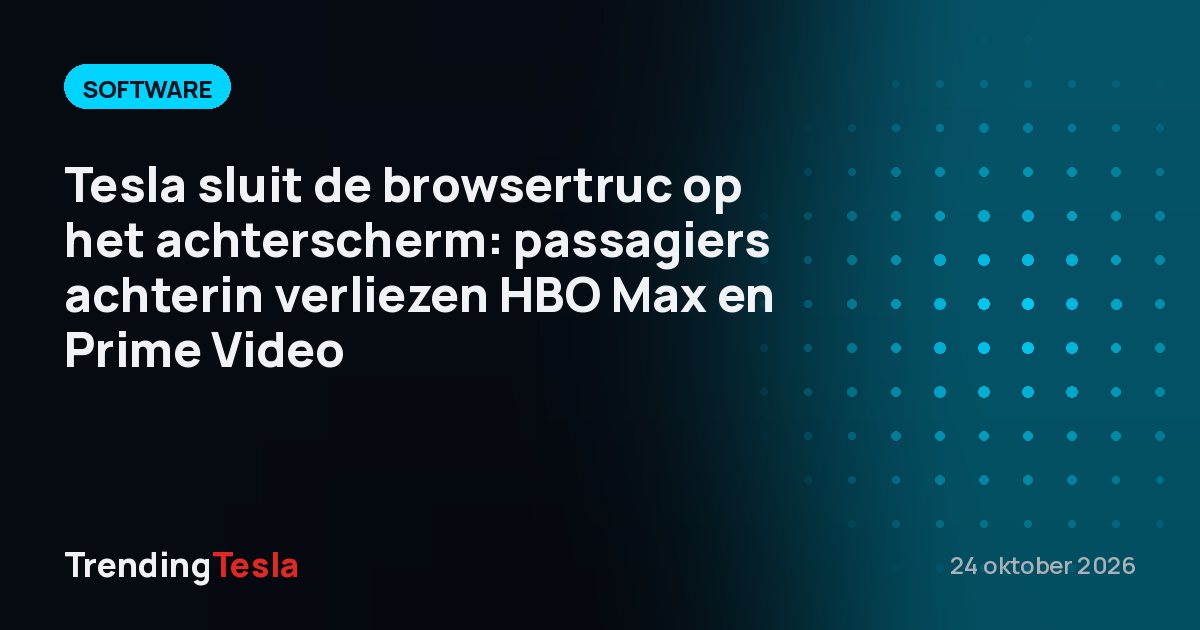 SOFTWARE
Tesla sluit de browsertruc op
het achterscherm: passagiers
achterin verliezen HBO Max en
Prime Video
TrendingTesla
24 oktober 2026